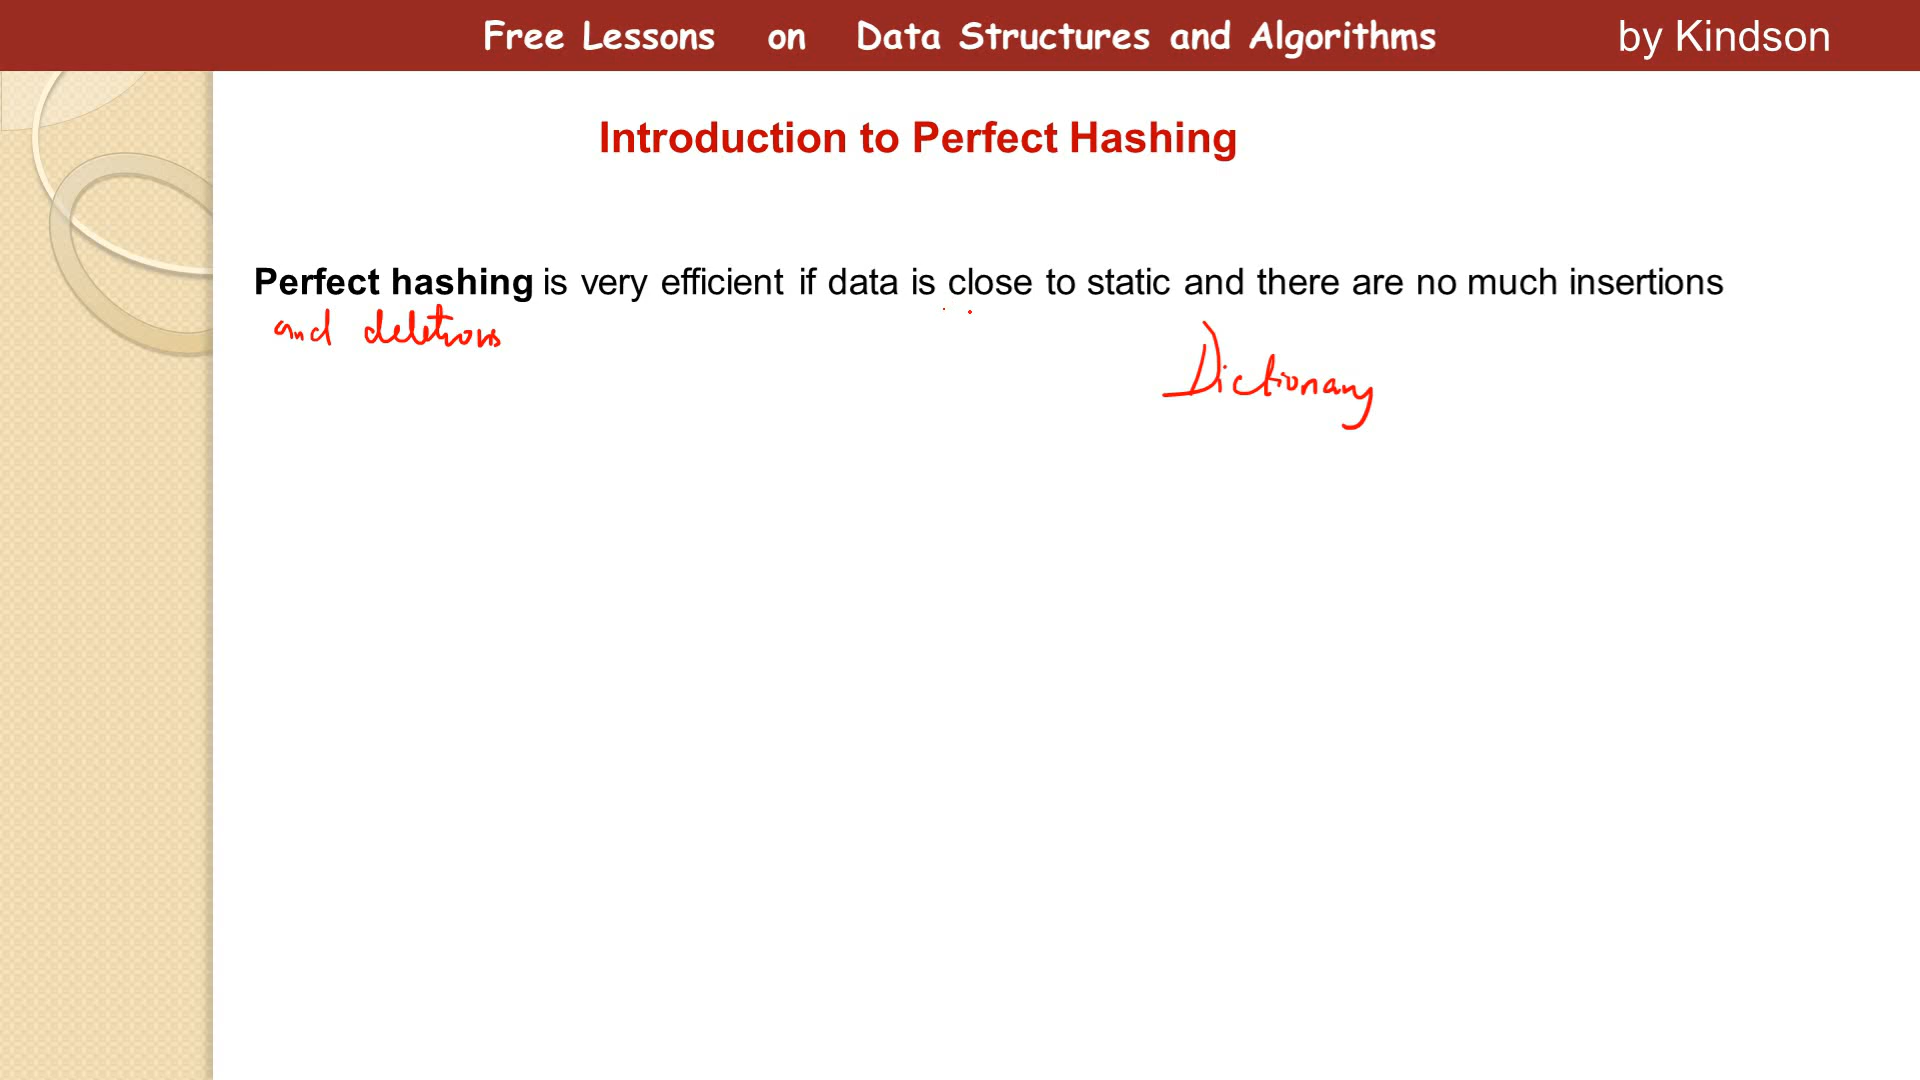 Free Lessons on Data Structures and Algorithms by Kindson
Introduction to Perfect Hashing
Perfect hashing is very efficient if data is close to static and there are no much insertions
and deletions
Dictionary